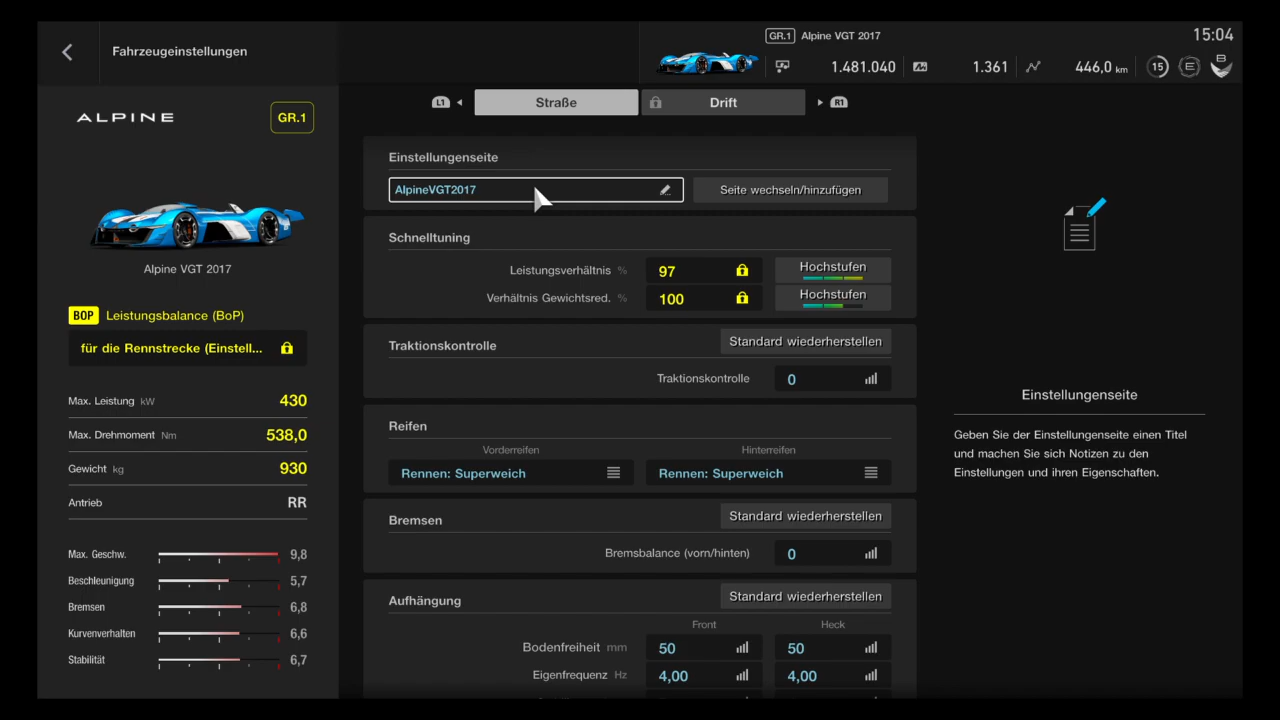 Fahrzeugeinstellungen
GR.1 Alpine VGT 2017
15:04
1.481.040
1.361
446,0 km
15
E
B
L1 Straße Drift R1
ALPINE GR.1
Alpine VGT 2017
BOP Leistungsbalance (BoP)
für die Rennstrecke (Einstell...
Max. Leistung kW 430
Max. Drehmoment Nm 538,0
Gewicht kg 930
Antrieb RR
Max. Geschw. 9,8
Beschleunigung 5,7
Bremsen 6,8
Kurvenverhalten 6,6
Stabilität 6,7
Einstellungenseite
AlpineVGT2017 Seite wechseln/hinzufügen
Schnelltuning
Leistungsverhältnis % 97 Hochstufen
Verhältnis Gewichtsred. % 100 Hochstufen
Traktionskontrolle Standard wiederherstellen
Traktionskontrolle 0
Reifen
Vorderreifen Hinterreifen
Rennen: Superweich Rennen: Superweich
Bremsen Standard wiederherstellen
Bremsbalance (vorn/hinten) 0
Aufhängung Standard wiederherstellen
Front Heck
Bodenfreiheit mm 50 50
Eigenfrequenz Hz 4,00 4,00
Einstellungenseite
Geben Sie der Einstellungenseite einen Titel
und machen Sie sich Notizen zu den
Einstellungen und ihren Eigenschaften.